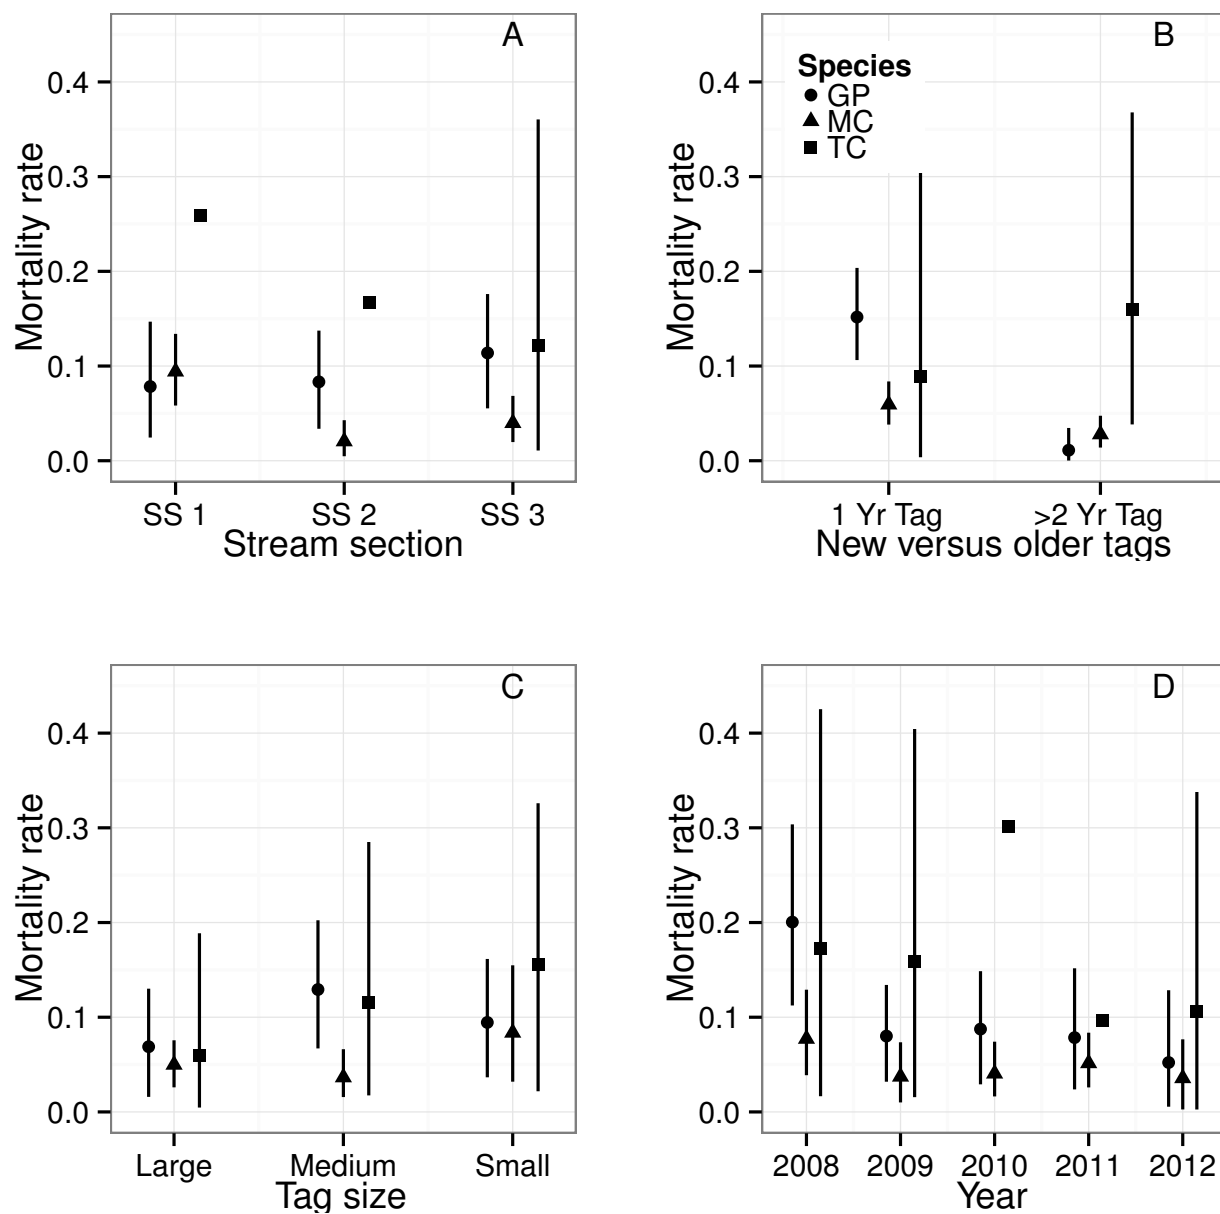 A
Mortality rate
0.4
0.3
0.2
0.1
0.0
SS 1 SS 2 SS 3
Stream section
B
Species
GP
MC
TC
Mortality rate
0.4
0.3
0.2
0.1
0.0
1 Yr Tag >2 Yr Tag
New versus older tags
C
Mortality rate
0.4
0.3
0.2
0.1
0.0
Large Medium Small
Tag size
D
Mortality rate
0.4
0.3
0.2
0.1
0.0
2008 2009 2010 2011 2012
Year